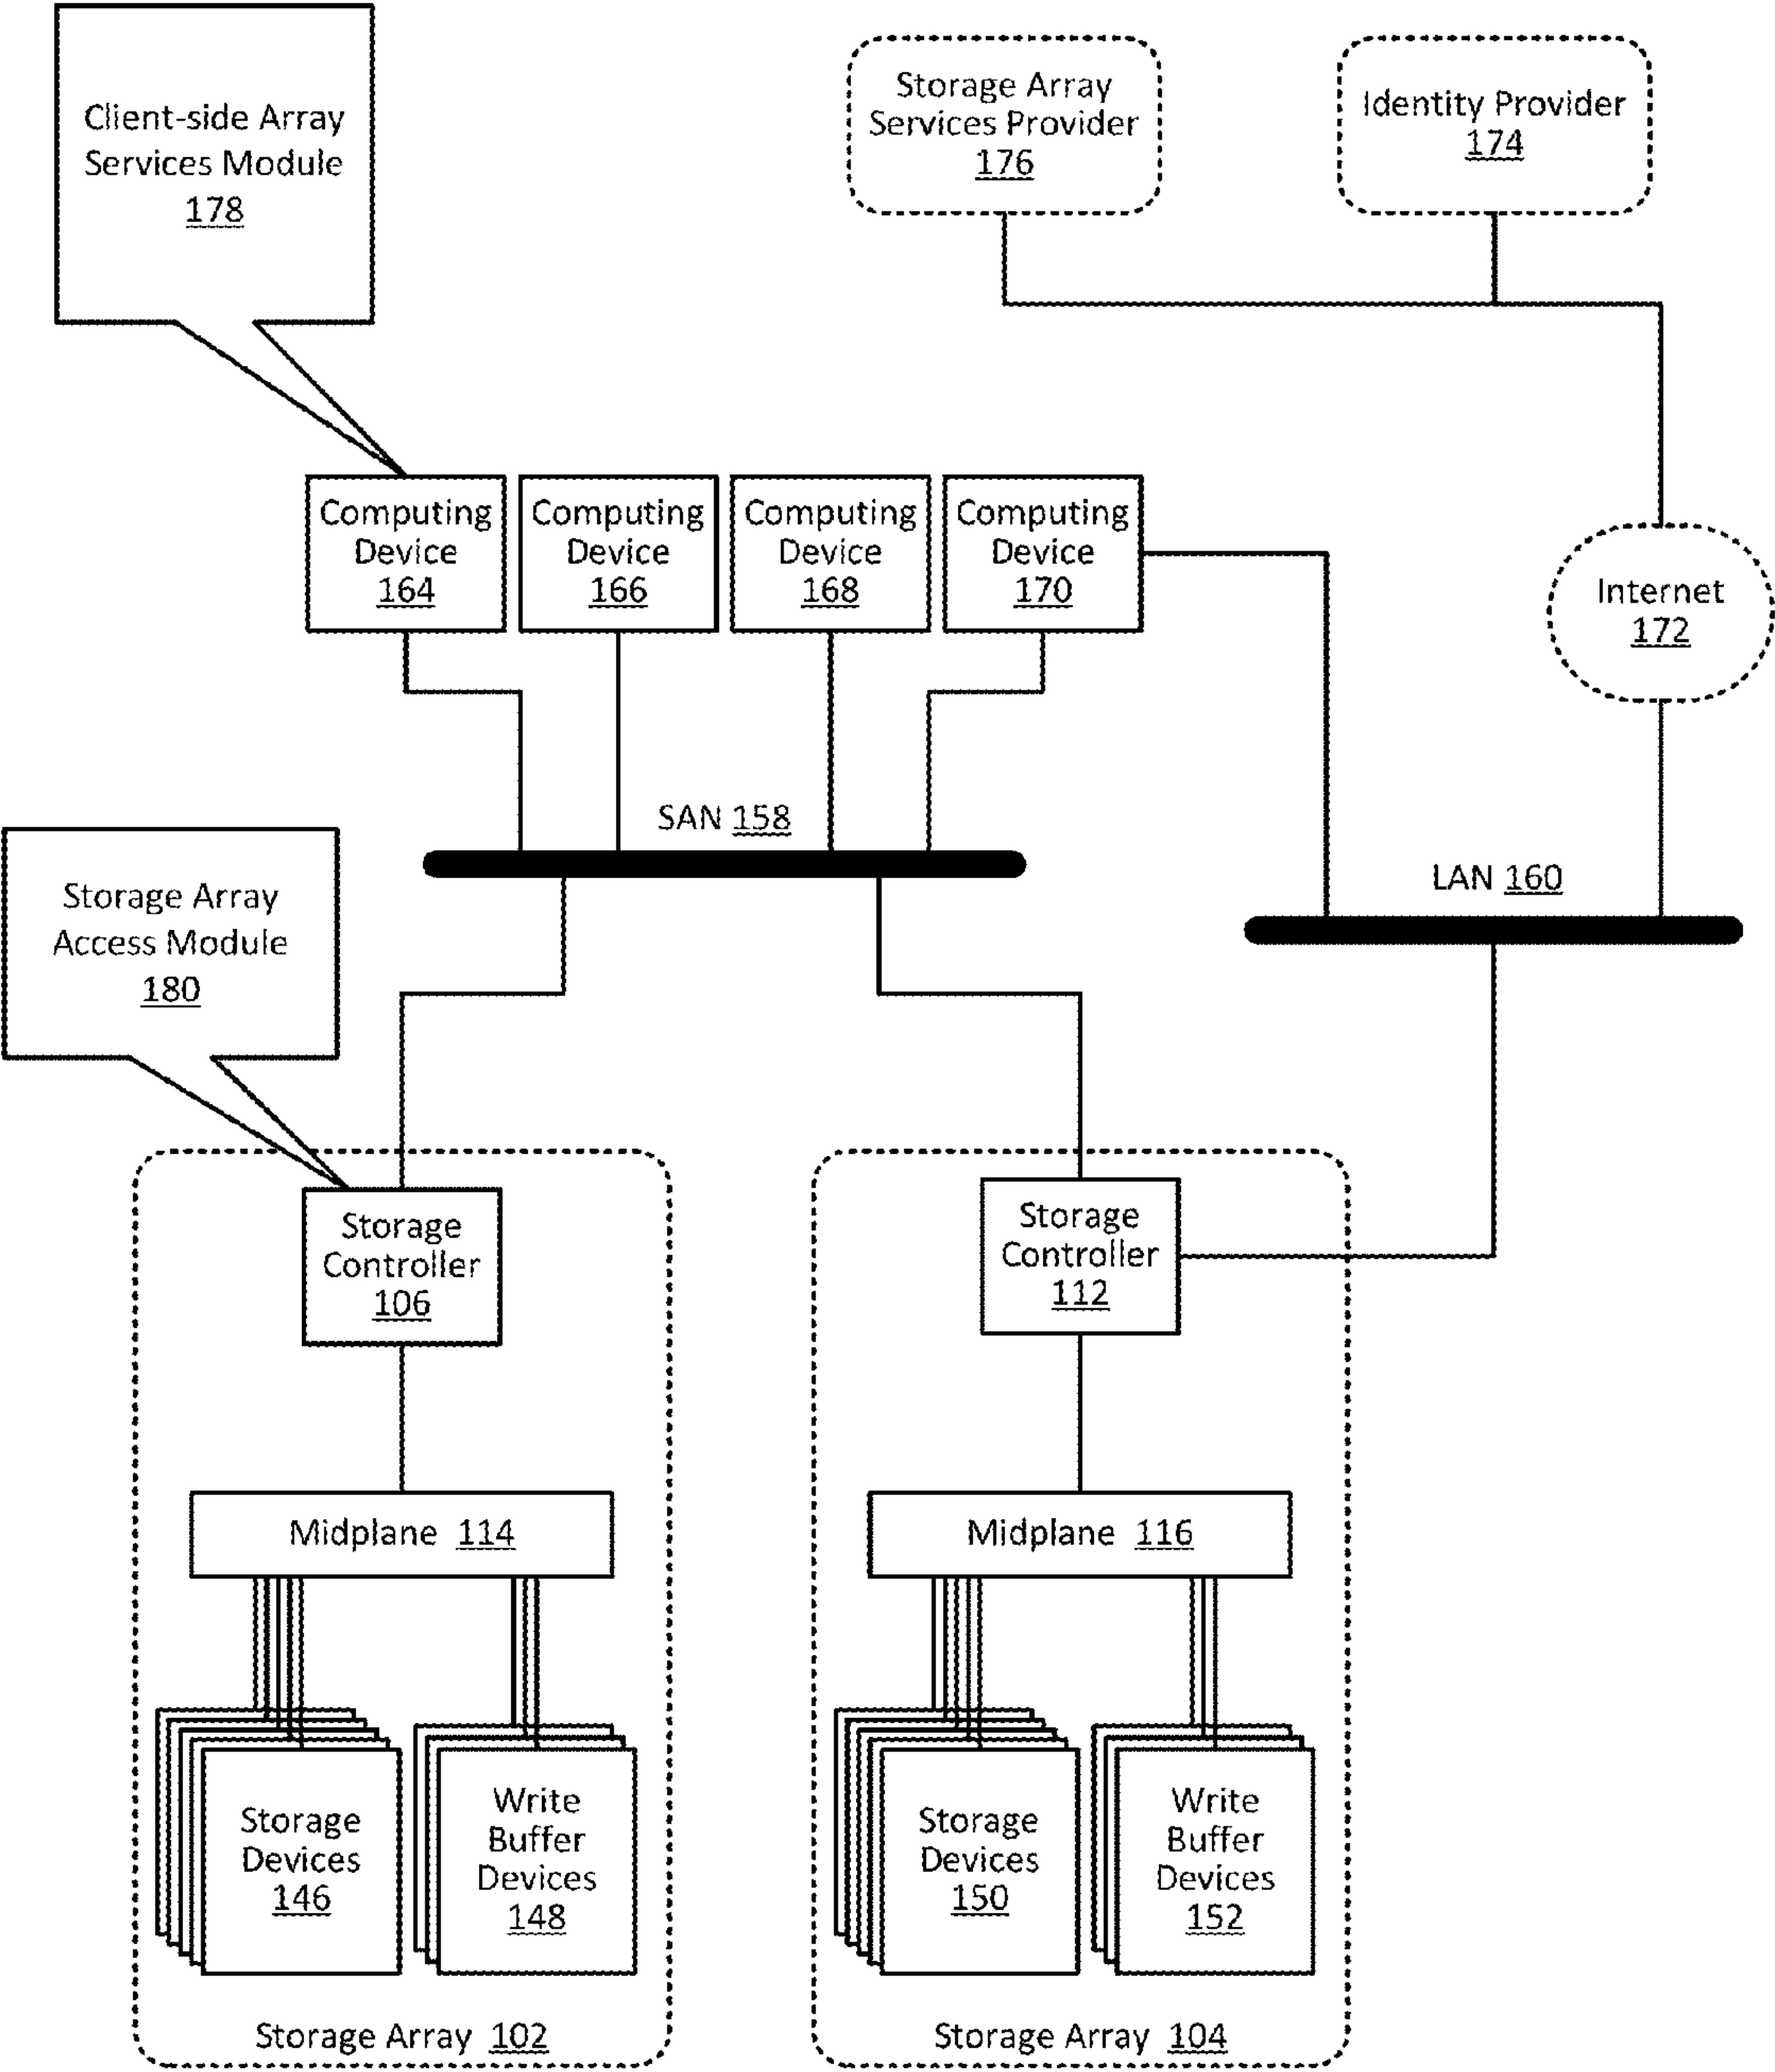 Client-side Array
Services Module
178
Storage Array
Services Provider
176
Identity Provider
174
Computing
Device
164
Computing
Device
166
Computing
Device
168
Computing
Device
170
Internet
172
SAN 158
LAN 160
Storage Array
Access Module
180
Storage
Controller
106
Storage
Controller
112
Midplane 114
Midplane 116
Storage
Devices
146
Write
Buffer
Devices
148
Storage
Devices
150
Write
Buffer
Devices
152
Storage Array 102
Storage Array 104